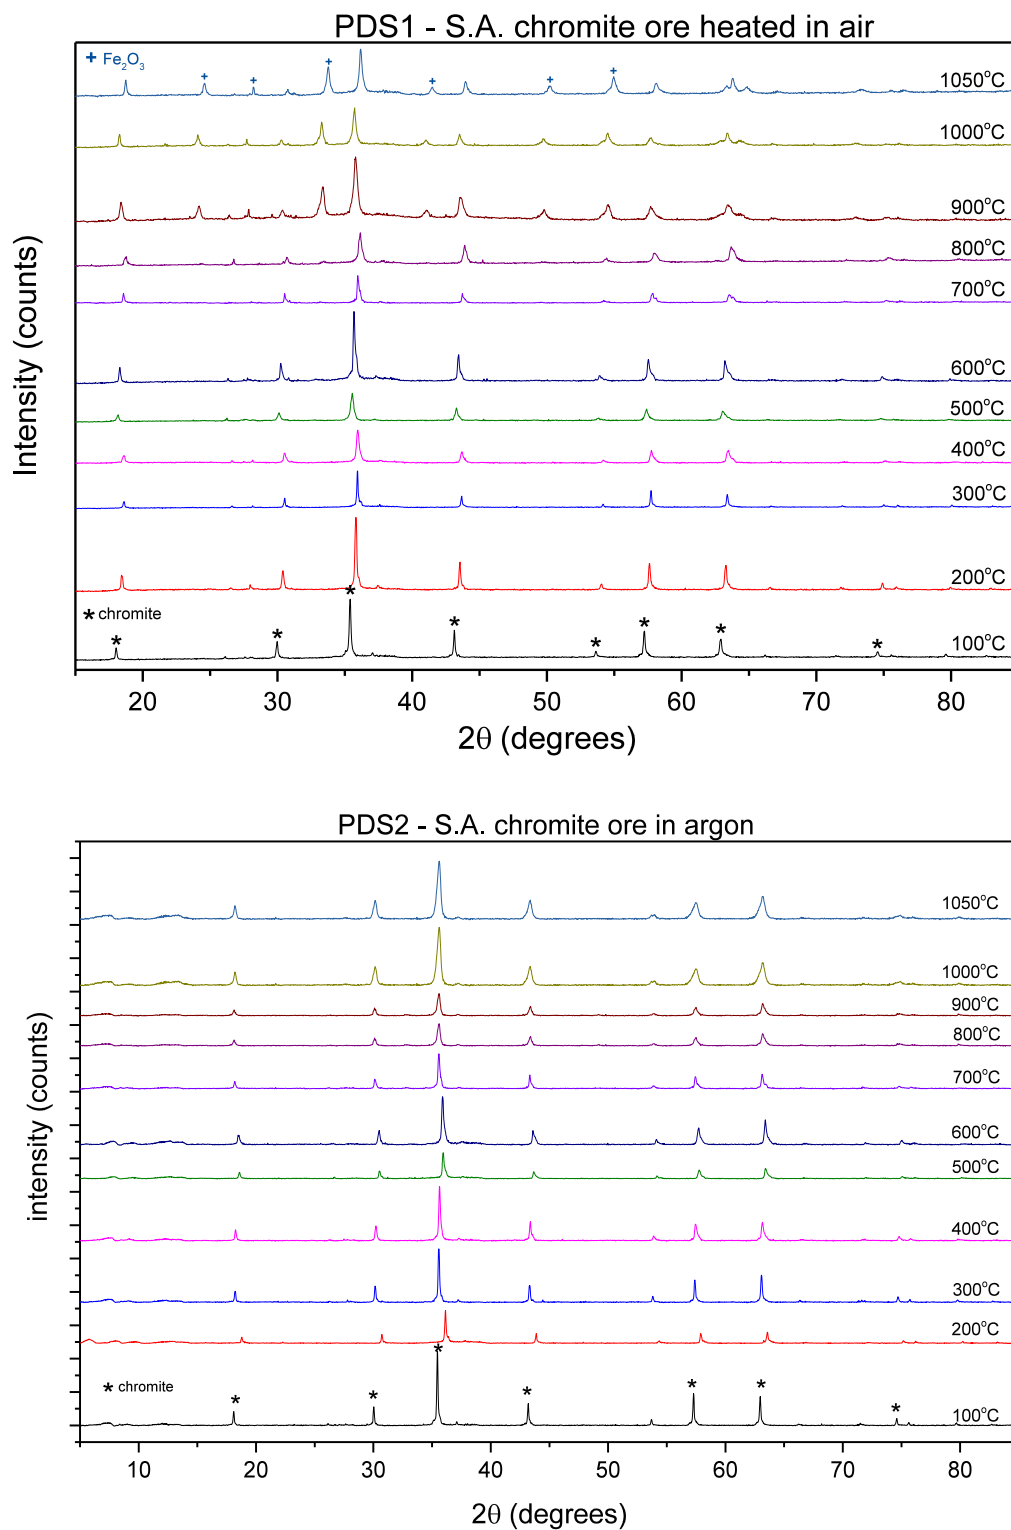 PDS1 - S.A. chromite ore heated in air
+ Fe₂O₃
+ + + + + +
1050°C
1000°C
900°C
800°C
700°C
600°C
500°C
400°C
300°C
200°C
* chromite
* * * * * * * *
100°C
Intensity (counts)
20 30 40 50 60 70 80
2θ (degrees)
PDS2 - S.A. chromite ore in argon
1050°C
1000°C
900°C
800°C
700°C
600°C
500°C
400°C
300°C
200°C
* chromite
* * * * * * *
100°C
intensity (counts)
10 20 30 40 50 60 70 80
2θ (degrees)